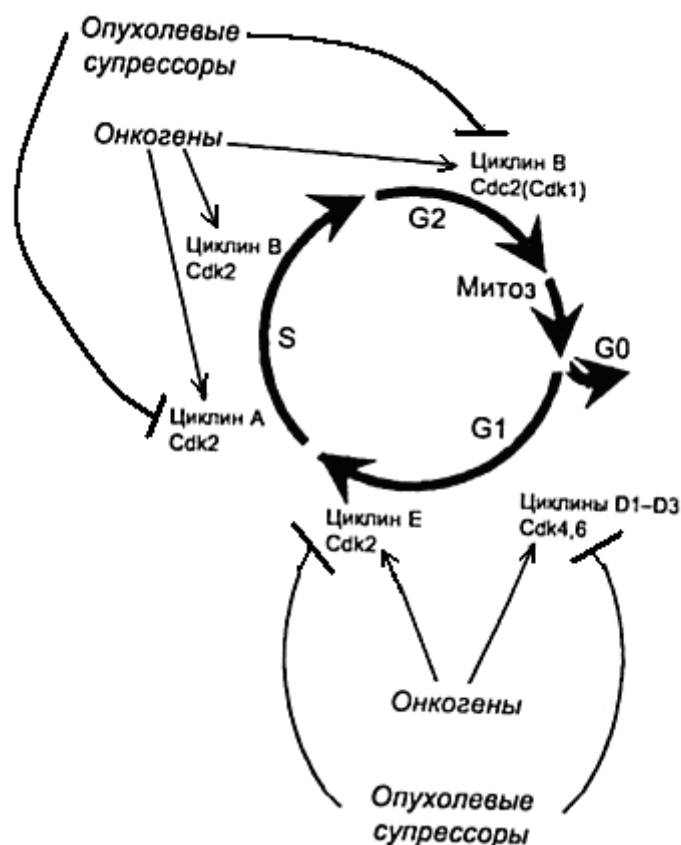 Опухолевые
супрессоры
Онкогены
Циклин B
Cdc2(Cdk1)
G2
Циклин B
Cdk2
Митоз
S
G0
Циклин A
Cdk2
G1
Циклин E
Cdk2
Циклины D1–D3
Cdk4,6
Онкогены
Опухолевые
супрессоры